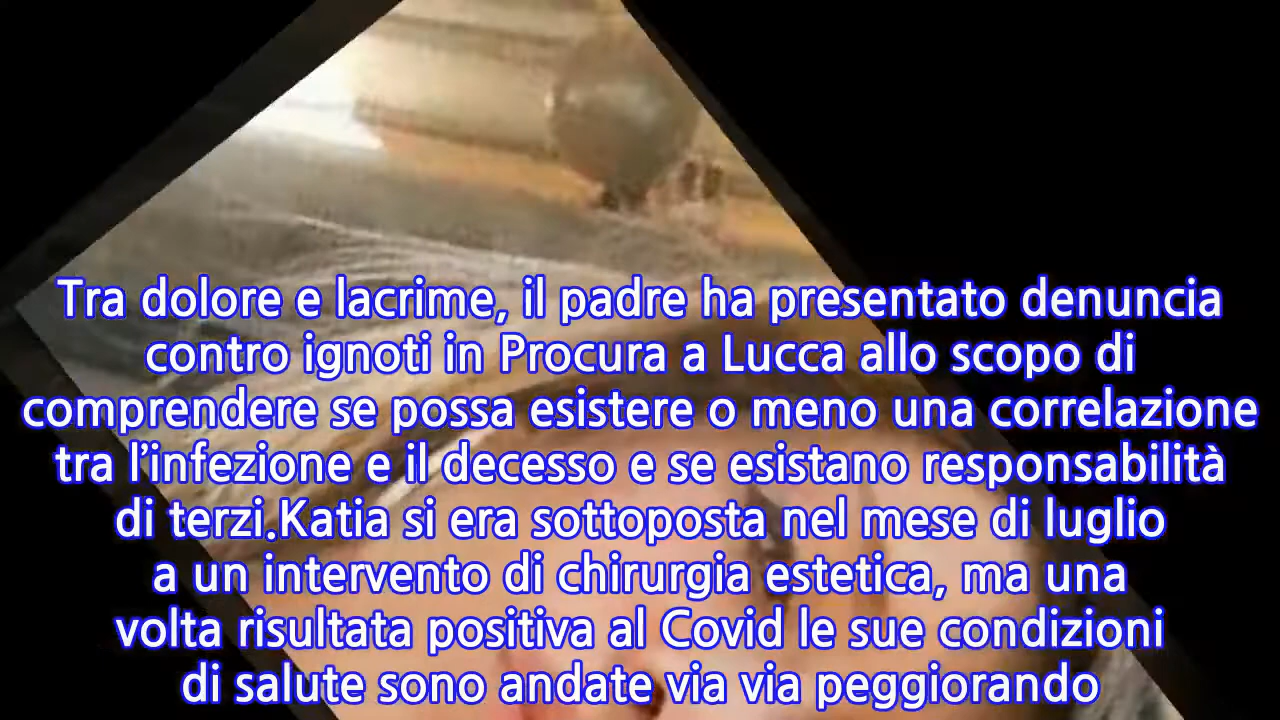 Tra dolore e lacrime, il padre ha presentato denuncia
contro ignoti in Procura a Lucca allo scopo di
comprendere se possa esistere o meno una correlazione
tra l’infezione e il decesso e se esistano responsabilità
di terzi.Katia si era sottoposta nel mese di luglio
a un intervento di chirurgia estetica, ma una
volta risultata positiva al Covid le sue condizioni
di salute sono andate via via peggiorando